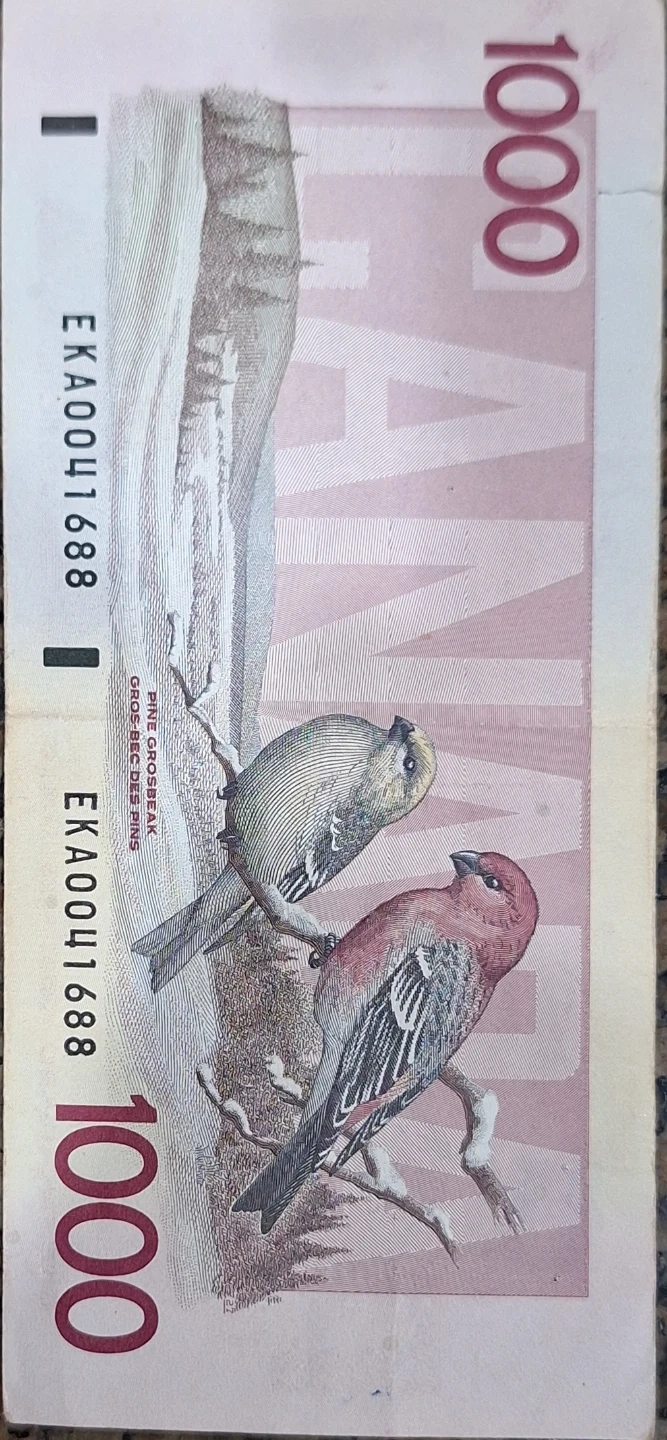 1000
CANADA
PINE GROSBEAK
GROS-BEC DES PINS
EKA0041688
EKA0041688
1000